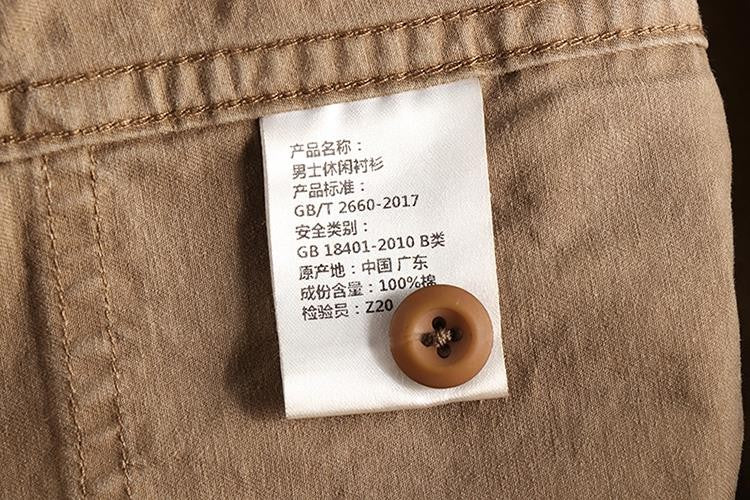 产品名称：
男士休闲衬衫
产品标准：
GB/T 2660-2017
安全类别：
GB 18401-2010 B类
原产地：中国 广东
成份含量：100%棉
检验员：Z20